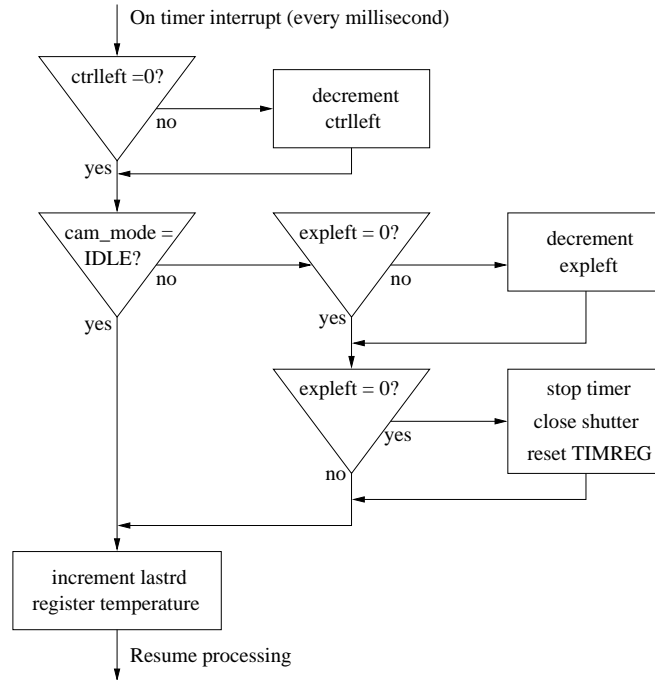 On timer interrupt (every millisecond)
ctrlleft =0?
no
decrement
ctrlleft
yes
cam_mode =
IDLE?
no
expleft = 0?
no
decrement
expleft
yes
yes
expleft = 0?
yes
stop timer
close shutter
reset TIMREG
no
increment lastrd
register temperature
Resume processing